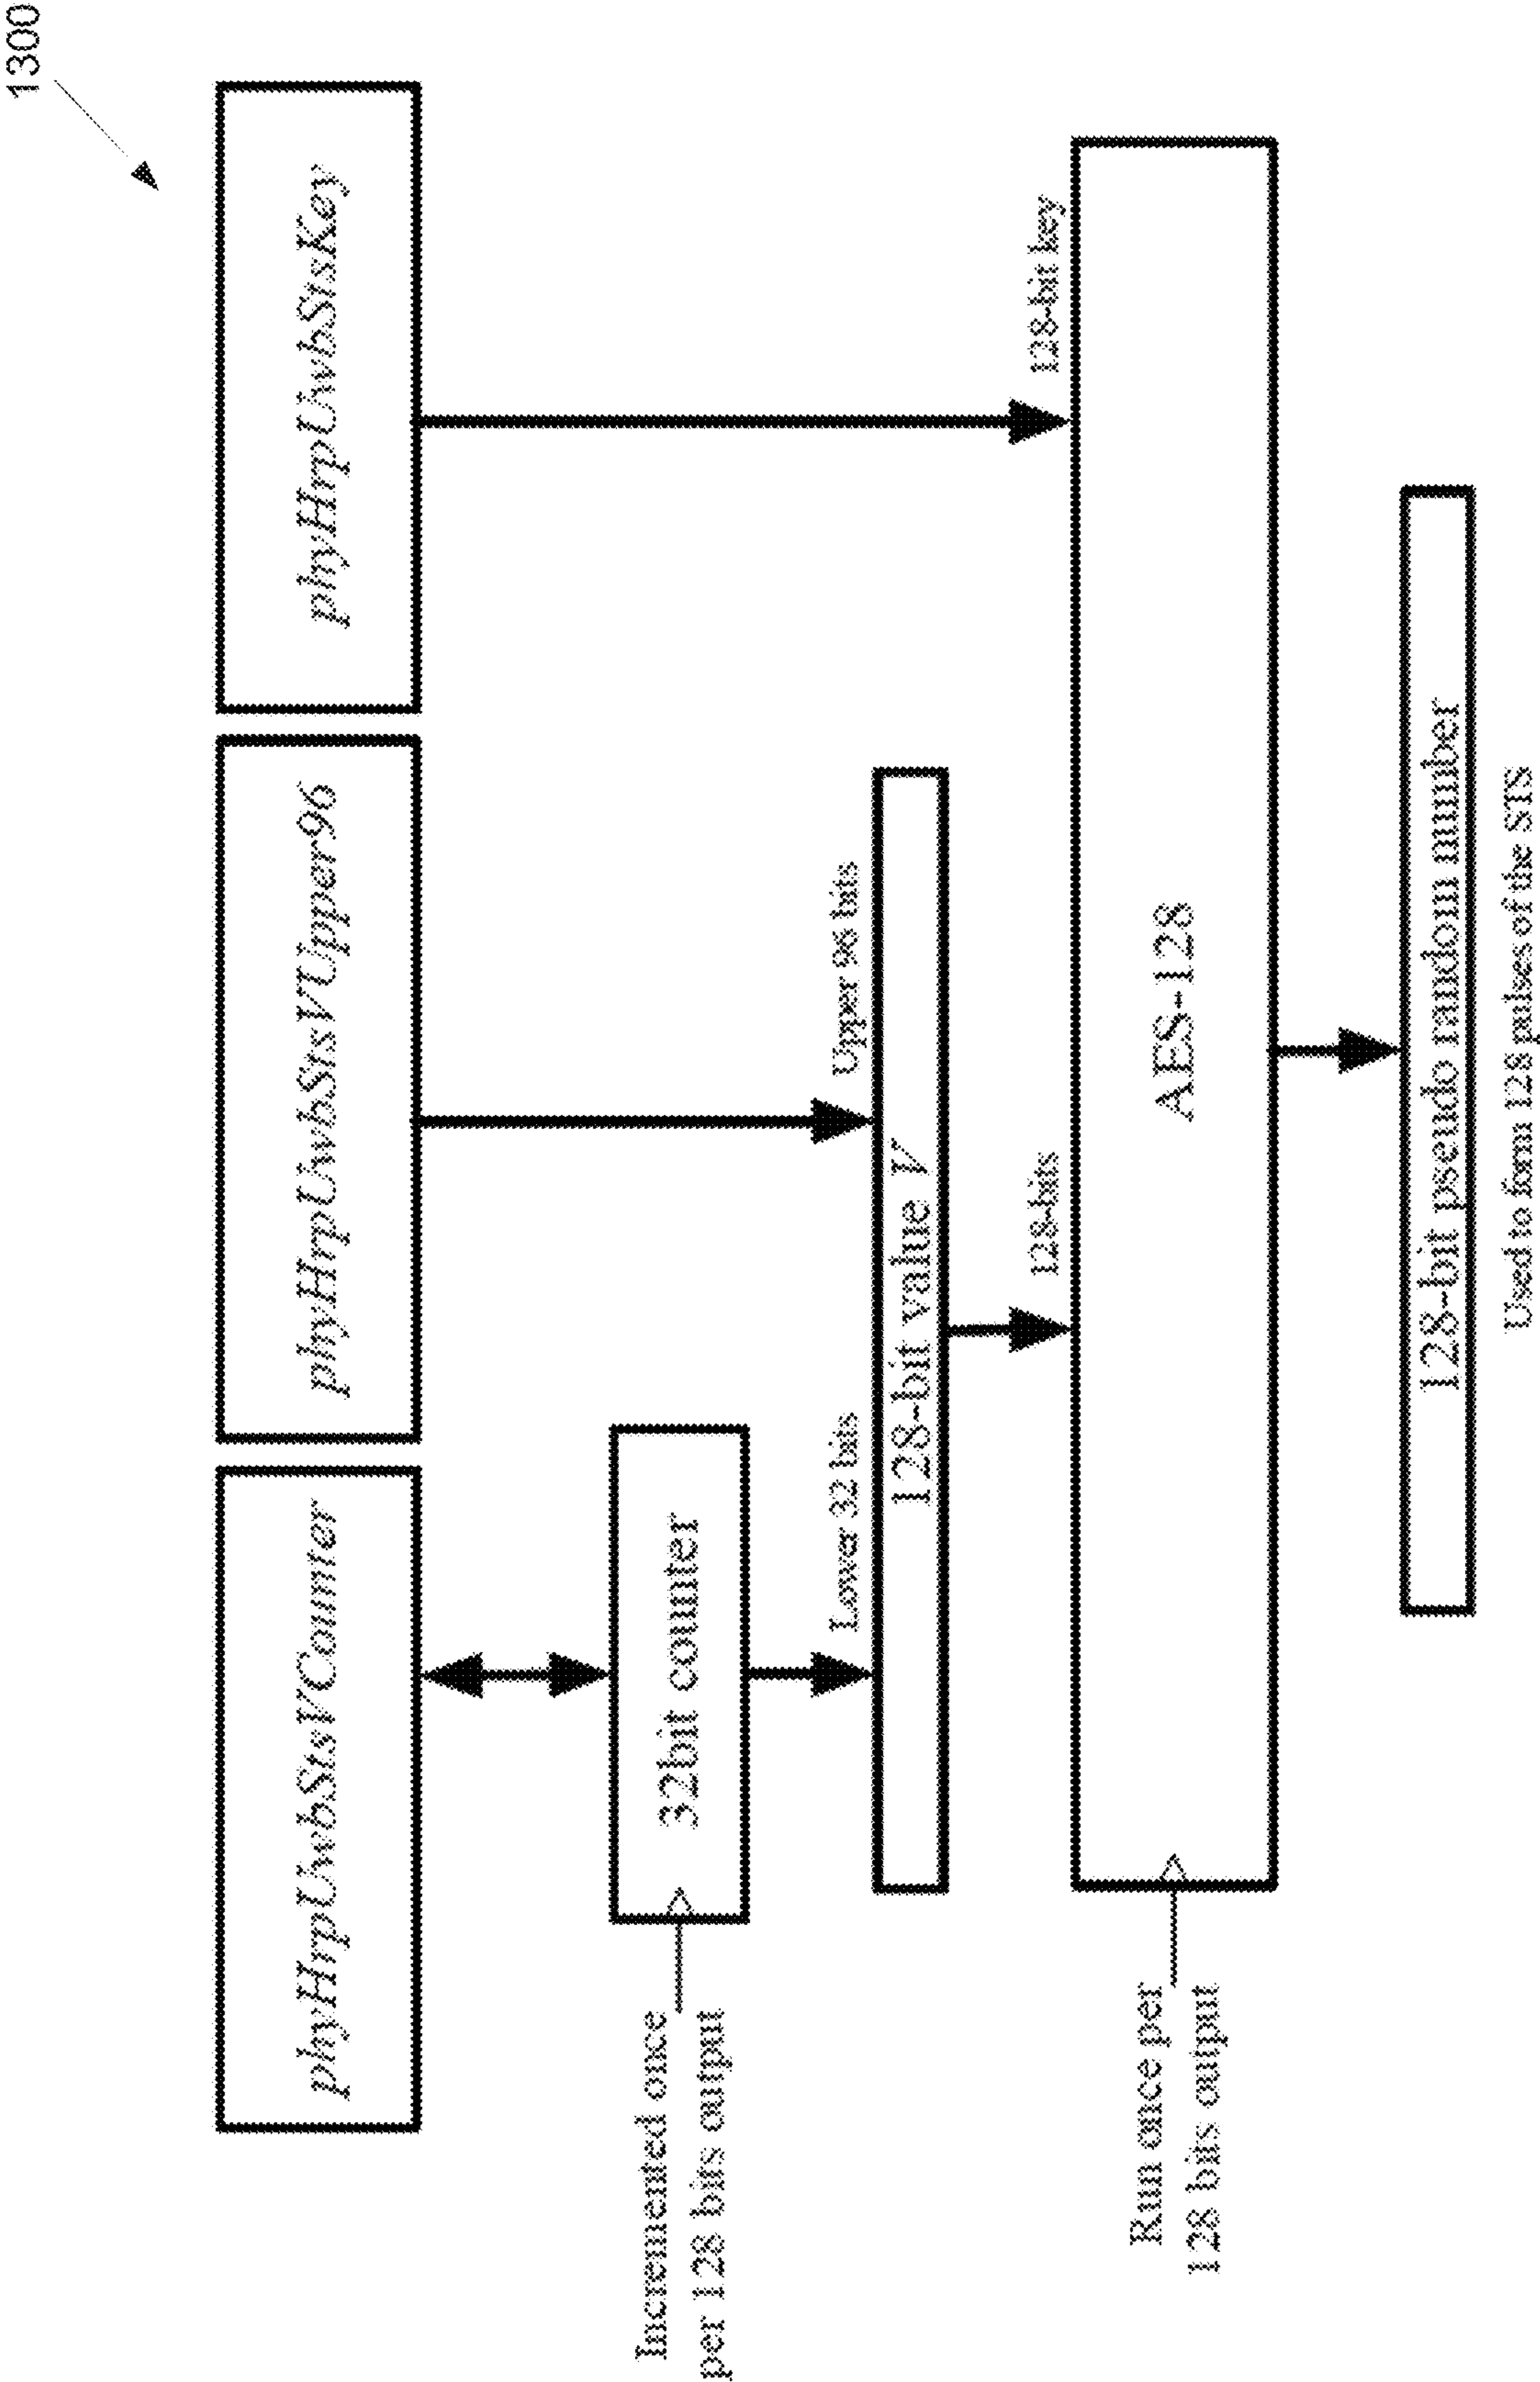 1300
phyHrpUwbStsVCounter
phyHrpUwbStsVUpper96
phyHrpUwbStsKey
Incremented once
per 128 bits output
32bit counter
Lower 32 bits
Upper 96 bits
128-bit value V
128-bits
128-bit key
Run once per
128 bits output
AES-128
128-bit pseudo random number
Used to form 128 pulses of the STS